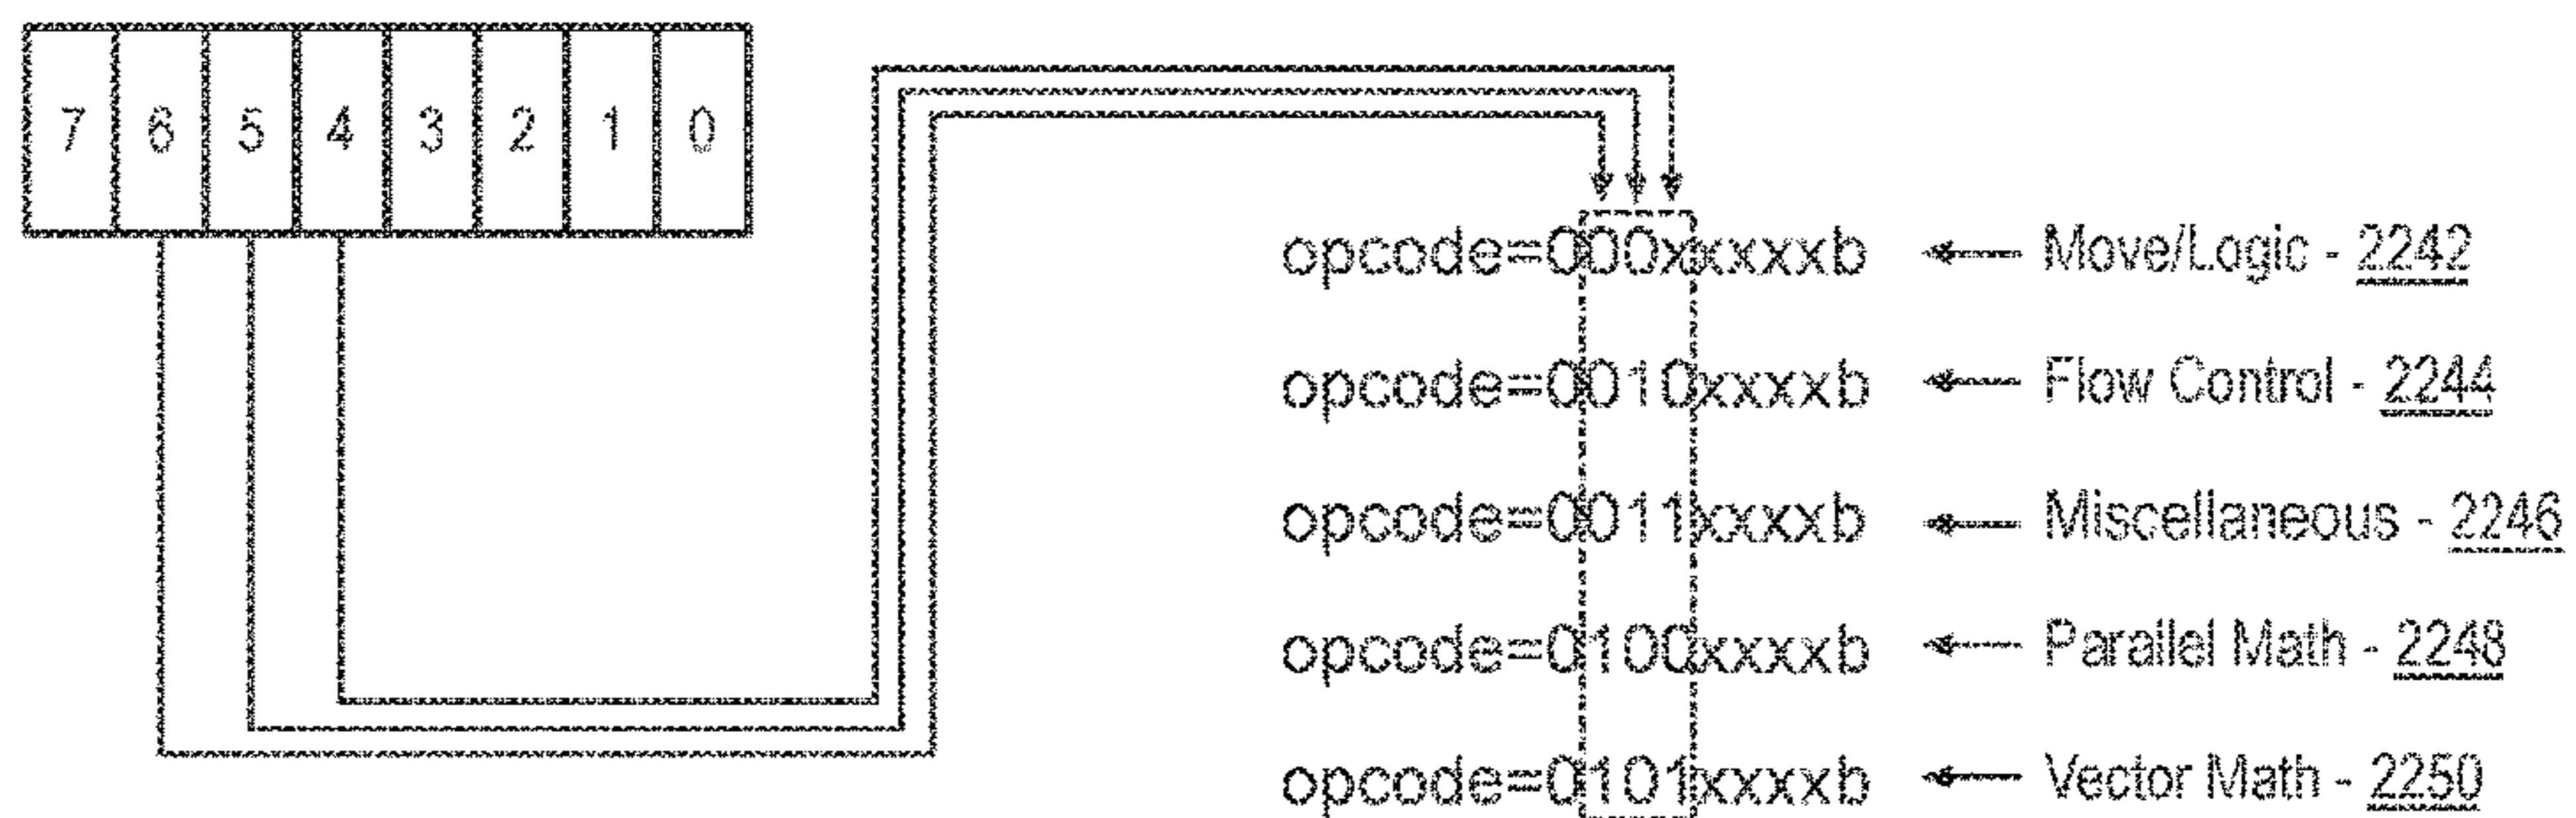 7 6 5 4 3 2 1 0
opcode=000xxxxxb Move/Logic - 2242
opcode=0010xxxxb Flow Control - 2244
opcode=0011xxxxb Miscellaneous - 2246
opcode=0100xxxxb Parallel Math - 2248
opcode=0101xxxxb Vector Math - 2250